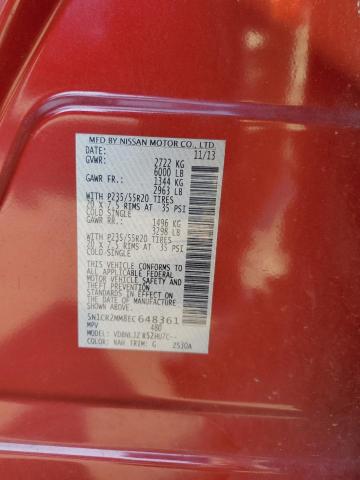 MFD BY NISSAN MOTOR CO., LTD.
DATE: 11/13
GVWR: 2722 KG
6000 LB
GAWR FR.: 1344 KG
2963 LB
WITH P235/55R20 TIRES
20 X 7.5 RIMS AT 35 PSI
COLD SINGLE
GAWR RR.: 1496 KG
3298 LB
WITH P235/55R20 TIRES
20 X 7.5 RIMS AT 35 PSI
COLD SINGLE
THIS VEHICLE CONFORMS TO ALL
APPLICABLE FEDERAL MOTOR
VEHICLE SAFETY STANDARDS IN
EFFECT ON THE DATE OF
MANUFACTURE SHOWN ABOVE.
5N1CR2MM8EC648361
MPV 480
MODEL:
COLOR: NAH TRIM: G 2530A